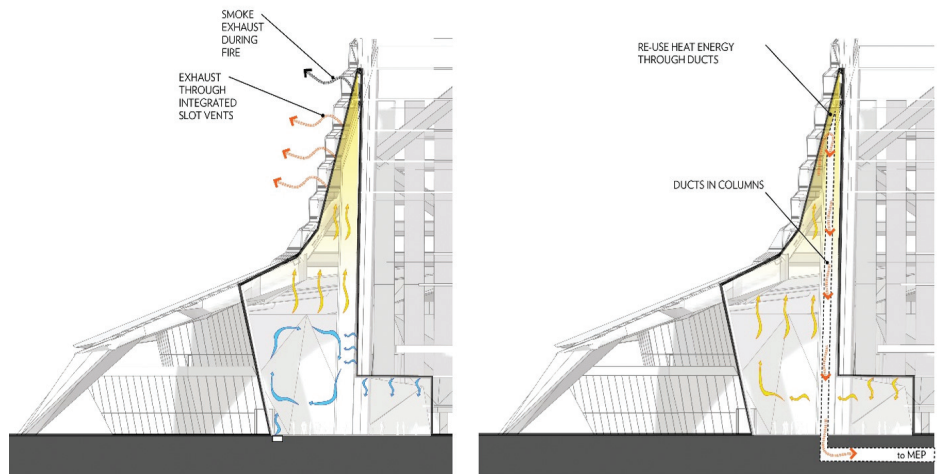 SMOKE
EXHAUST
DURING
FIRE
EXHAUST
THROUGH
INTEGRATED
SLOT VENTS
RE-USE HEAT ENERGY
THROUGH DUCTS
DUCTS IN COLUMNS
to MEP